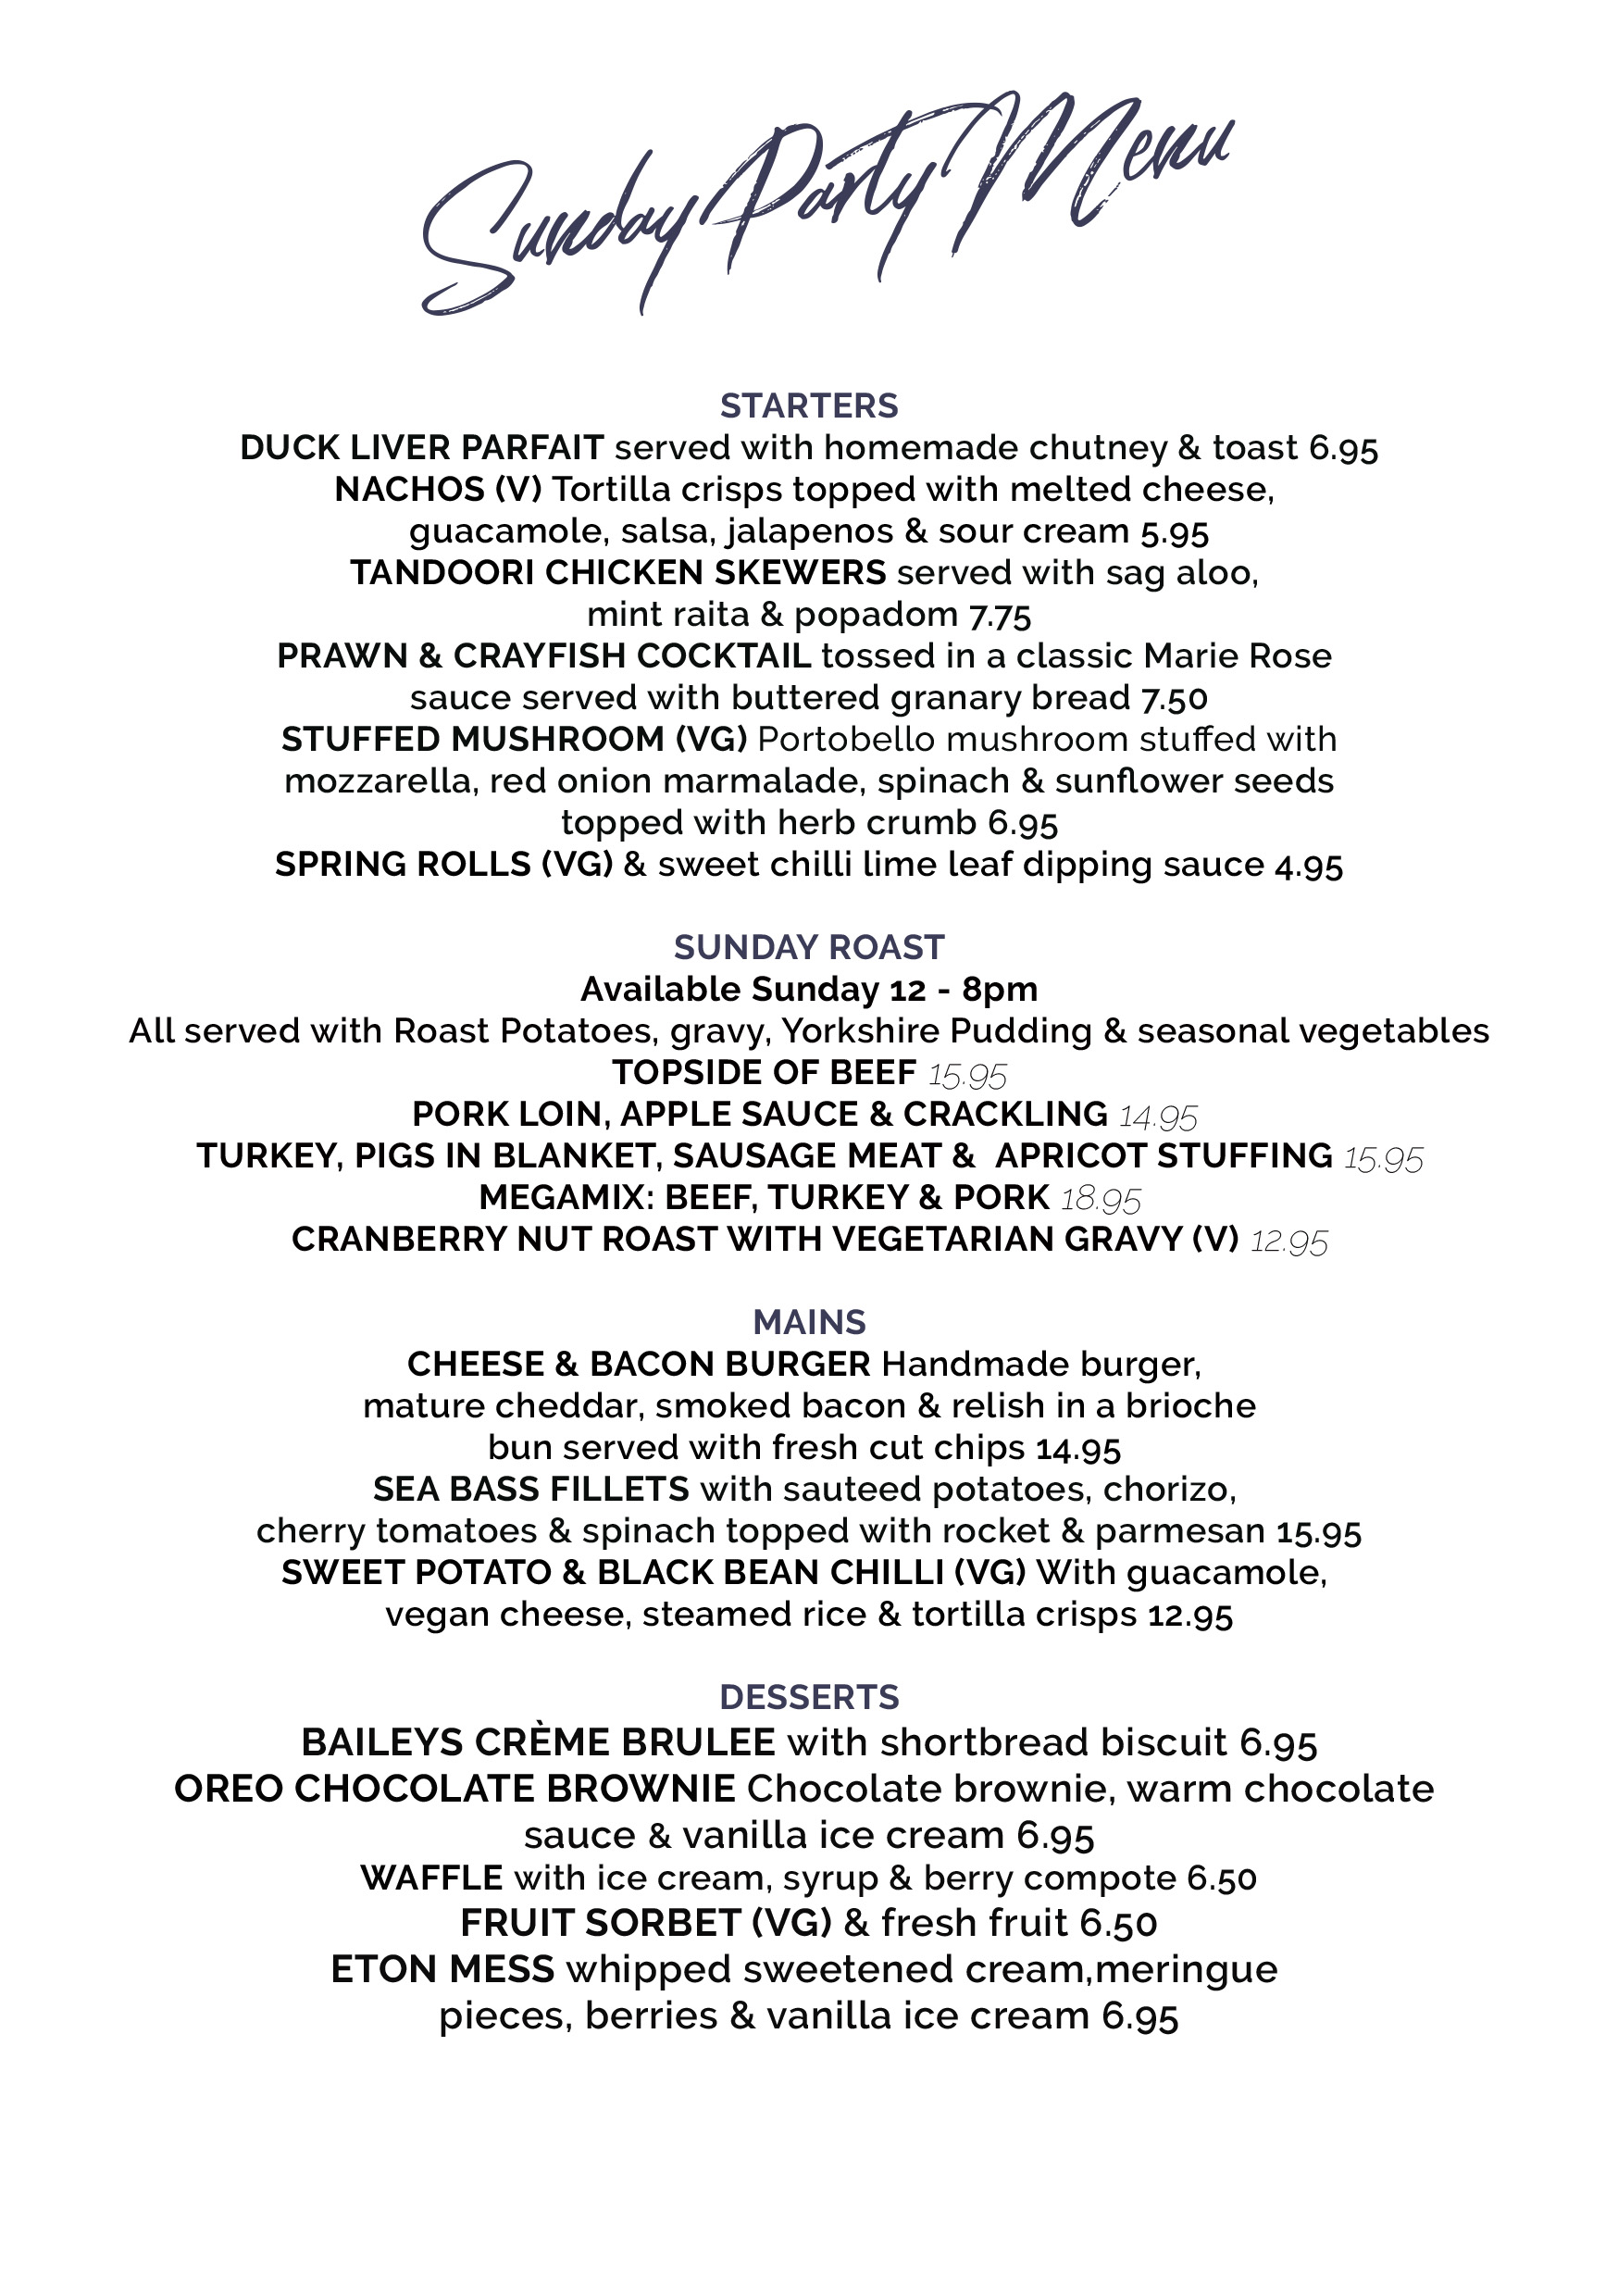 Sunday Party Menu
STARTERS
DUCK LIVER PARFAIT served with homemade chutney & toast 6.95
NACHOS (V) Tortilla crisps topped with melted cheese,
guacamole, salsa, jalapenos & sour cream 5.95
TANDOORI CHICKEN SKEWERS served with sag aloo,
mint raita & popadom 7.75
PRAWN & CRAYFISH COCKTAIL tossed in a classic Marie Rose
sauce served with buttered granary bread 7.50
STUFFED MUSHROOM (VG) Portobello mushroom stuffed with
mozzarella, red onion marmalade, spinach & sunflower seeds
topped with herb crumb 6.95
SPRING ROLLS (VG) & sweet chilli lime leaf dipping sauce 4.95
SUNDAY ROAST
Available Sunday 12 - 8pm
All served with Roast Potatoes, gravy, Yorkshire Pudding & seasonal vegetables
TOPSIDE OF BEEF 15.95
PORK LOIN, APPLE SAUCE & CRACKLING 14.95
TURKEY, PIGS IN BLANKET, SAUSAGE MEAT &  APRICOT STUFFING 15.95
MEGAMIX: BEEF, TURKEY & PORK 18.95
CRANBERRY NUT ROAST WITH VEGETARIAN GRAVY (V) 12.95
MAINS
CHEESE & BACON BURGER Handmade burger,
mature cheddar, smoked bacon & relish in a brioche
bun served with fresh cut chips 14.95
SEA BASS FILLETS with sauteed potatoes, chorizo,
cherry tomatoes & spinach topped with rocket & parmesan 15.95
SWEET POTATO & BLACK BEAN CHILLI (VG) With guacamole,
vegan cheese, steamed rice & tortilla crisps 12.95
DESSERTS
BAILEYS CRÈME BRULEE with shortbread biscuit 6.95
OREO CHOCOLATE BROWNIE Chocolate brownie, warm chocolate
sauce & vanilla ice cream 6.95
WAFFLE with ice cream, syrup & berry compote 6.50
FRUIT SORBET (VG) & fresh fruit 6.50
ETON MESS whipped sweetened cream,meringue
pieces, berries & vanilla ice cream 6.95